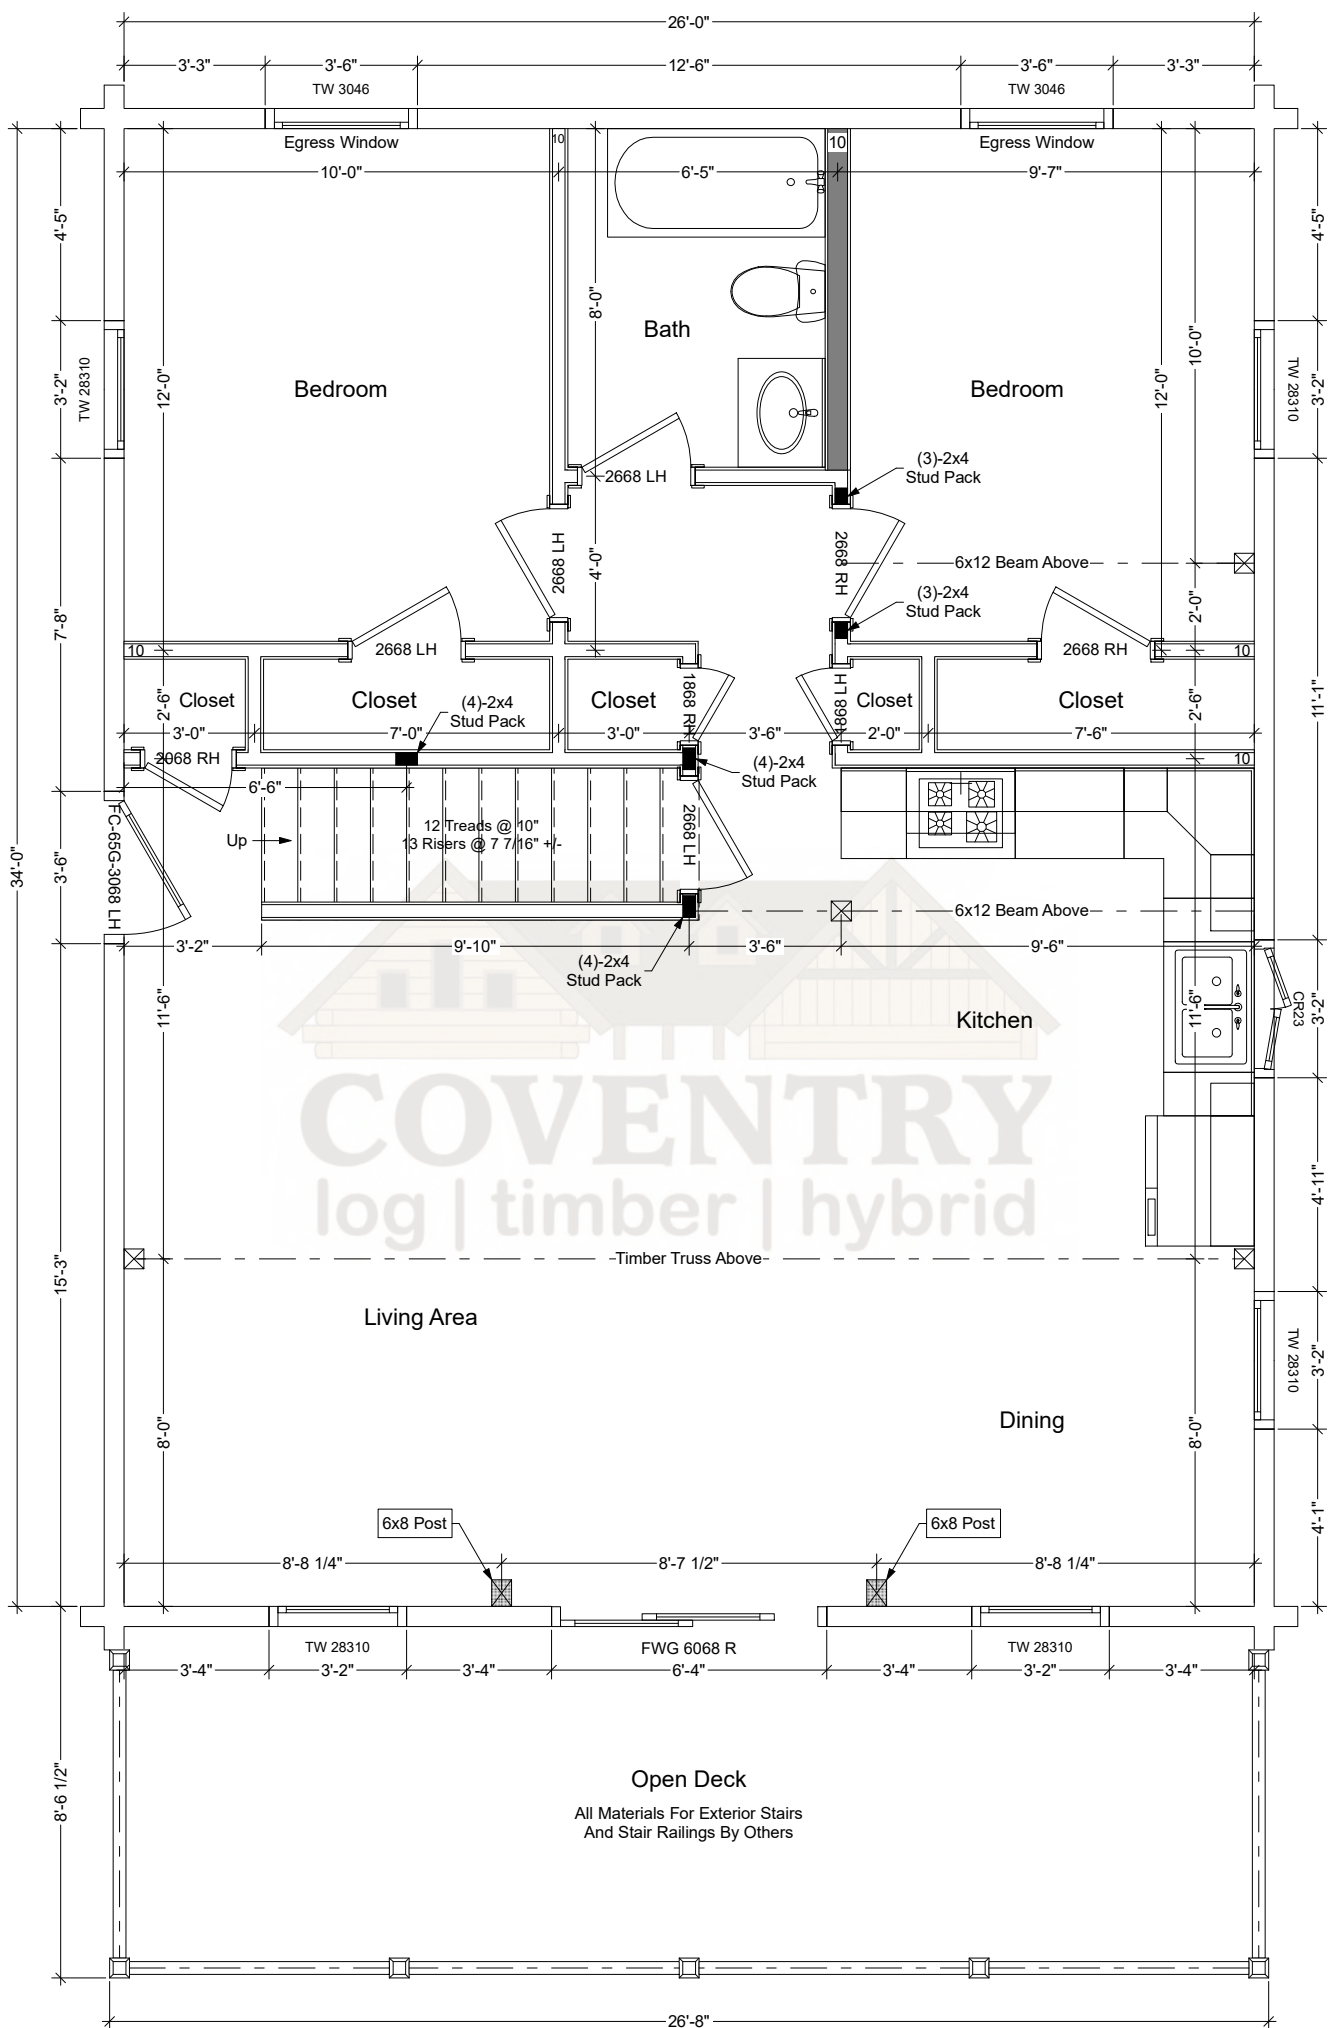 26'-0"
3'-3"
3'-6"
12'-6"
3'-6"
3'-3"
TW 3046
TW 3046
Egress Window
10
10
Egress Window
10'-0"
6'-5"
9'-7"
4'-5"
4'-5"
8'-0"
Bath
10'-0"
3'-2"
TW 28310
12'-0"
Bedroom
Bedroom
12'-0"
TW 28310
3'-2"
(3)-2x4
Stud Pack
2668 LH
2668 LH
4'-0"
2668 RH
6x12 Beam Above
(3)-2x4
Stud Pack
2'-0"
7'-8"
10
2668 LH
2668 RH
10
Closet
Closet
Closet
Closet
Closet
2'-6"
(4)-2x4
Stud Pack
1868 RH
1868 LH
2'-6"
11'-1"
3'-0"
7'-0"
3'-0"
3'-6"
2'-0"
7'-6"
2068 RH
(4)-2x4
Stud Pack
10
6'-6"
Up
12 Treads @ 10"
13 Risers @ 7 7/16" +/-
2668 LH
34'-0"
3'-6"
FC-65G-3068 LH
6x12 Beam Above
3'-2"
9'-10"
3'-6"
9'-6"
(4)-2x4
Stud Pack
11'-6"
Kitchen
11'-6"
CR23
3'-2"
COVENTRY
log | timber | hybrid
4'-11"
15'-3"
Timber Truss Above
Living Area
TW 28310
3'-2"
8'-0"
Dining
8'-0"
4'-1"
6x8 Post
6x8 Post
8'-8 1/4"
8'-7 1/2"
8'-8 1/4"
TW 28310
FWG 6068 R
TW 28310
3'-4"
3'-2"
3'-4"
6'-4"
3'-4"
3'-2"
3'-4"
8'-6 1/2"
Open Deck
All Materials For Exterior Stairs
And Stair Railings By Others
26'-8"